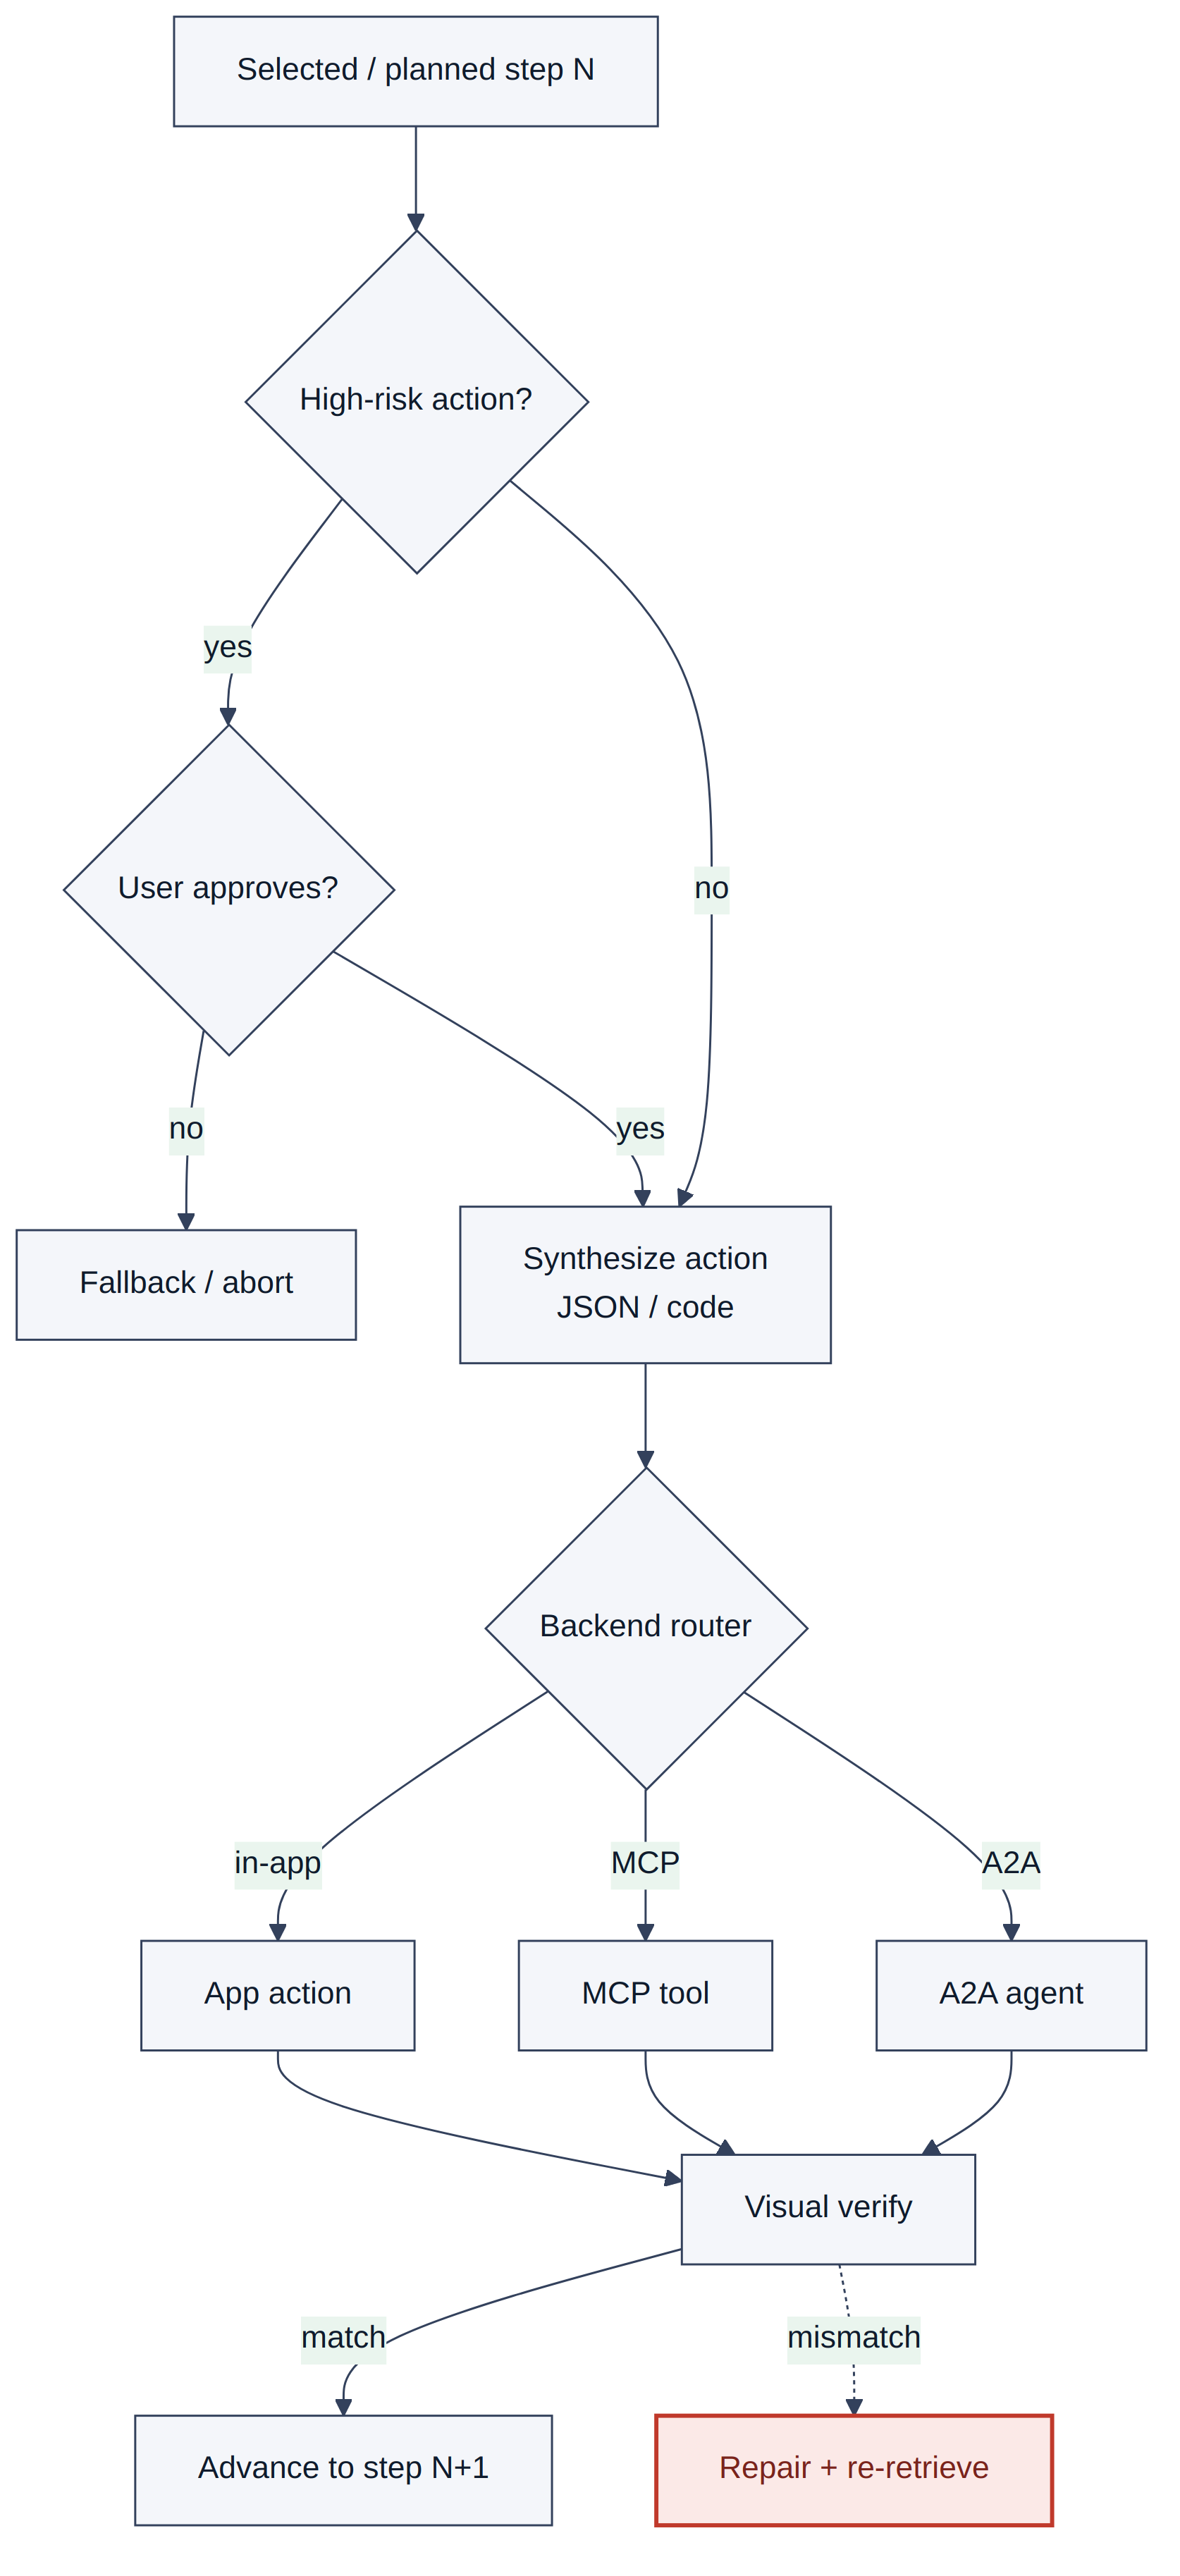 Selected / planned step N
High-risk action?
yes
no
User approves?
no
yes
Fallback / abort
Synthesize action
JSON / code
Backend router
in-app
MCP
A2A
App action
MCP tool
A2A agent
Visual verify
match
mismatch
Advance to step N+1
Repair + re-retrieve